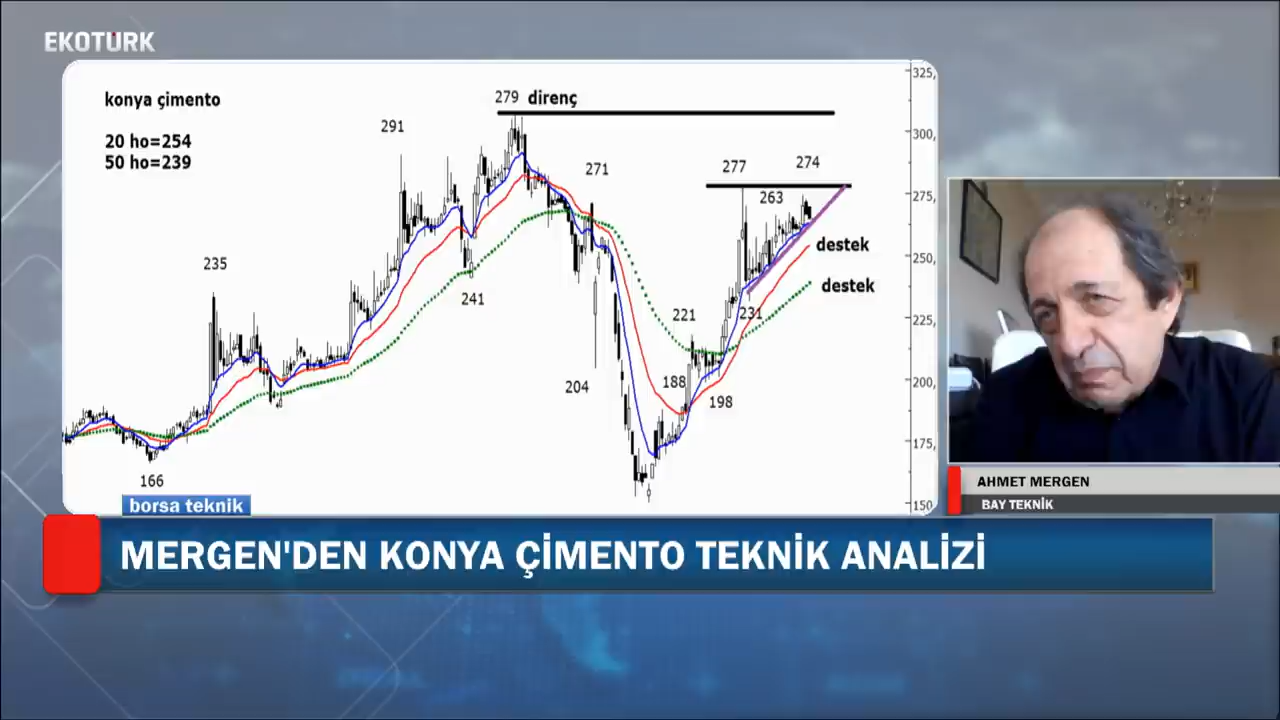 EKOTÜRK
konya çimento
20 ho=254
50 ho=239
279 direnç
291
271
277
274
263
235
241
221
231
204
188
198
166
destek
destek
325,
300,
275,
250,
225,
200,
175,
150
borsa teknik
AHMET MERGEN
BAY TEKNİK
MERGEN'DEN KONYA ÇİMENTO TEKNİK ANALİZİ